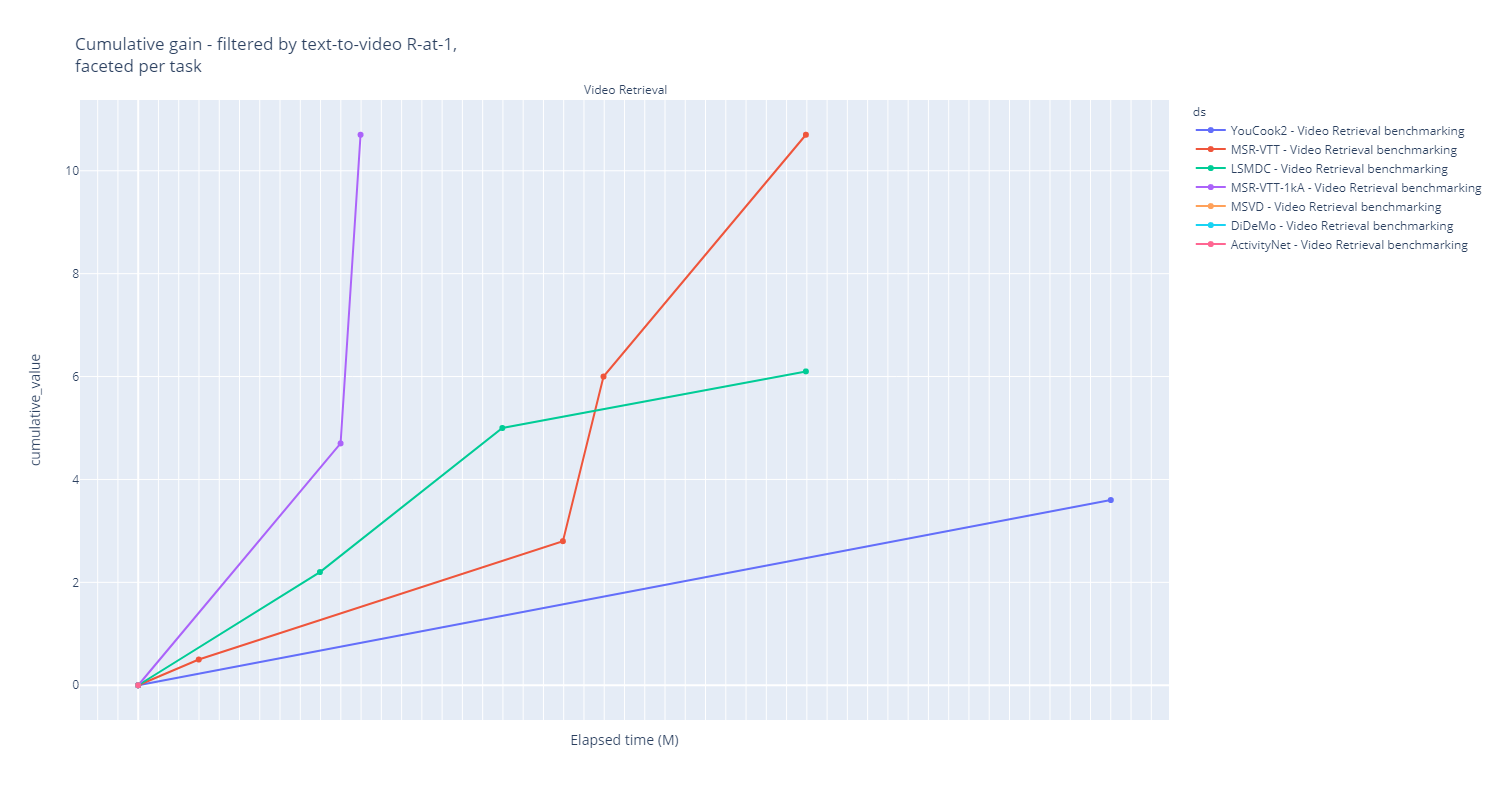 Cumulative gain - filtered by text-to-video R-at-1,
faceted per task
Video Retrieval
ds
YouCook2 - Video Retrieval benchmarking
MSR-VTT - Video Retrieval benchmarking
LSMDC - Video Retrieval benchmarking
MSR-VTT-1kA - Video Retrieval benchmarking
MSVD - Video Retrieval benchmarking
DiDeMo - Video Retrieval benchmarking
ActivityNet - Video Retrieval benchmarking
10
8
6
4
2
0
cumulative_value
Elapsed time (M)